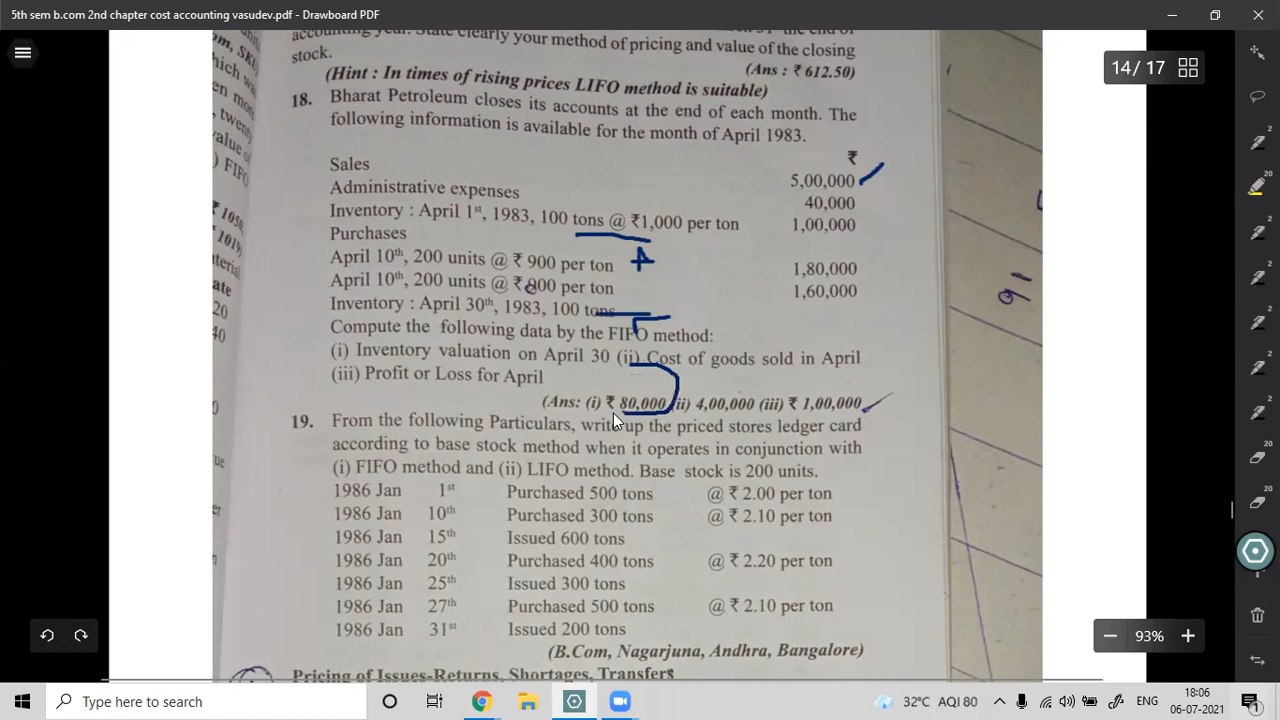 5th sem b.com 2nd chapter cost accounting vasudev.pdf - Drawboard PDF
14/17
stock.
accounting year. State clearly your method of pricing and value of the closing
(Ans : ₹ 612.50)
(Hint : In times of rising prices LIFO method is suitable)
18. Bharat Petroleum closes its accounts at the end of each month. The
following information is available for the month of April 1983.
₹
Sales 5,00,000
Administrative expenses 40,000
Inventory : April 1st, 1983, 100 tons @ ₹1,000 per ton 1,00,000
Purchases
April 10th, 200 units @ ₹ 900 per ton 1,80,000
April 10th, 200 units @ ₹ 800 per ton 1,60,000
Inventory : April 30th, 1983, 100 tons
Compute the following data by the FIFO method:
(i) Inventory valuation on April 30 (ii) Cost of goods sold in April
(iii) Profit or Loss for April
(Ans: (i) ₹ 80,000 (ii) 4,00,000 (iii) ₹ 1,00,000
19. From the following Particulars, write up the priced stores ledger card
according to base stock method when it operates in conjunction with
(i) FIFO method and (ii) LIFO method. Base stock is 200 units.
1986 Jan 1st Purchased 500 tons @ ₹ 2.00 per ton
1986 Jan 10th Purchased 300 tons @ ₹ 2.10 per ton
1986 Jan 15th Issued 600 tons
1986 Jan 20th Purchased 400 tons @ ₹ 2.20 per ton
1986 Jan 25th Issued 300 tons
1986 Jan 27th Purchased 500 tons @ ₹ 2.10 per ton
1986 Jan 31st Issued 200 tons
(B.Com, Nagarjuna, Andhra, Bangalore)
Pricing of Issues-Returns, Shortages, Transfers
93%
Type here to search
32°C AQI 80
ENG
18:06
06-07-2021